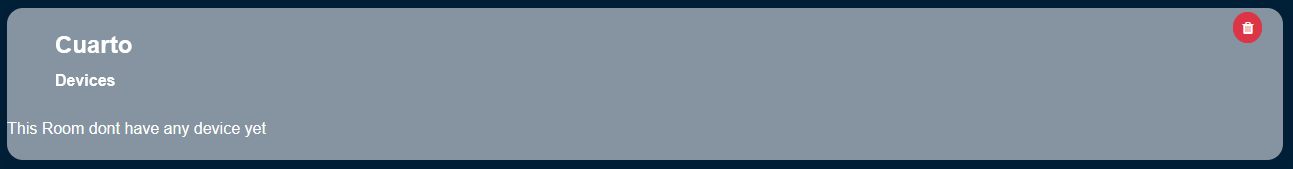 Cuarto
Devices
This Room dont have any device yet